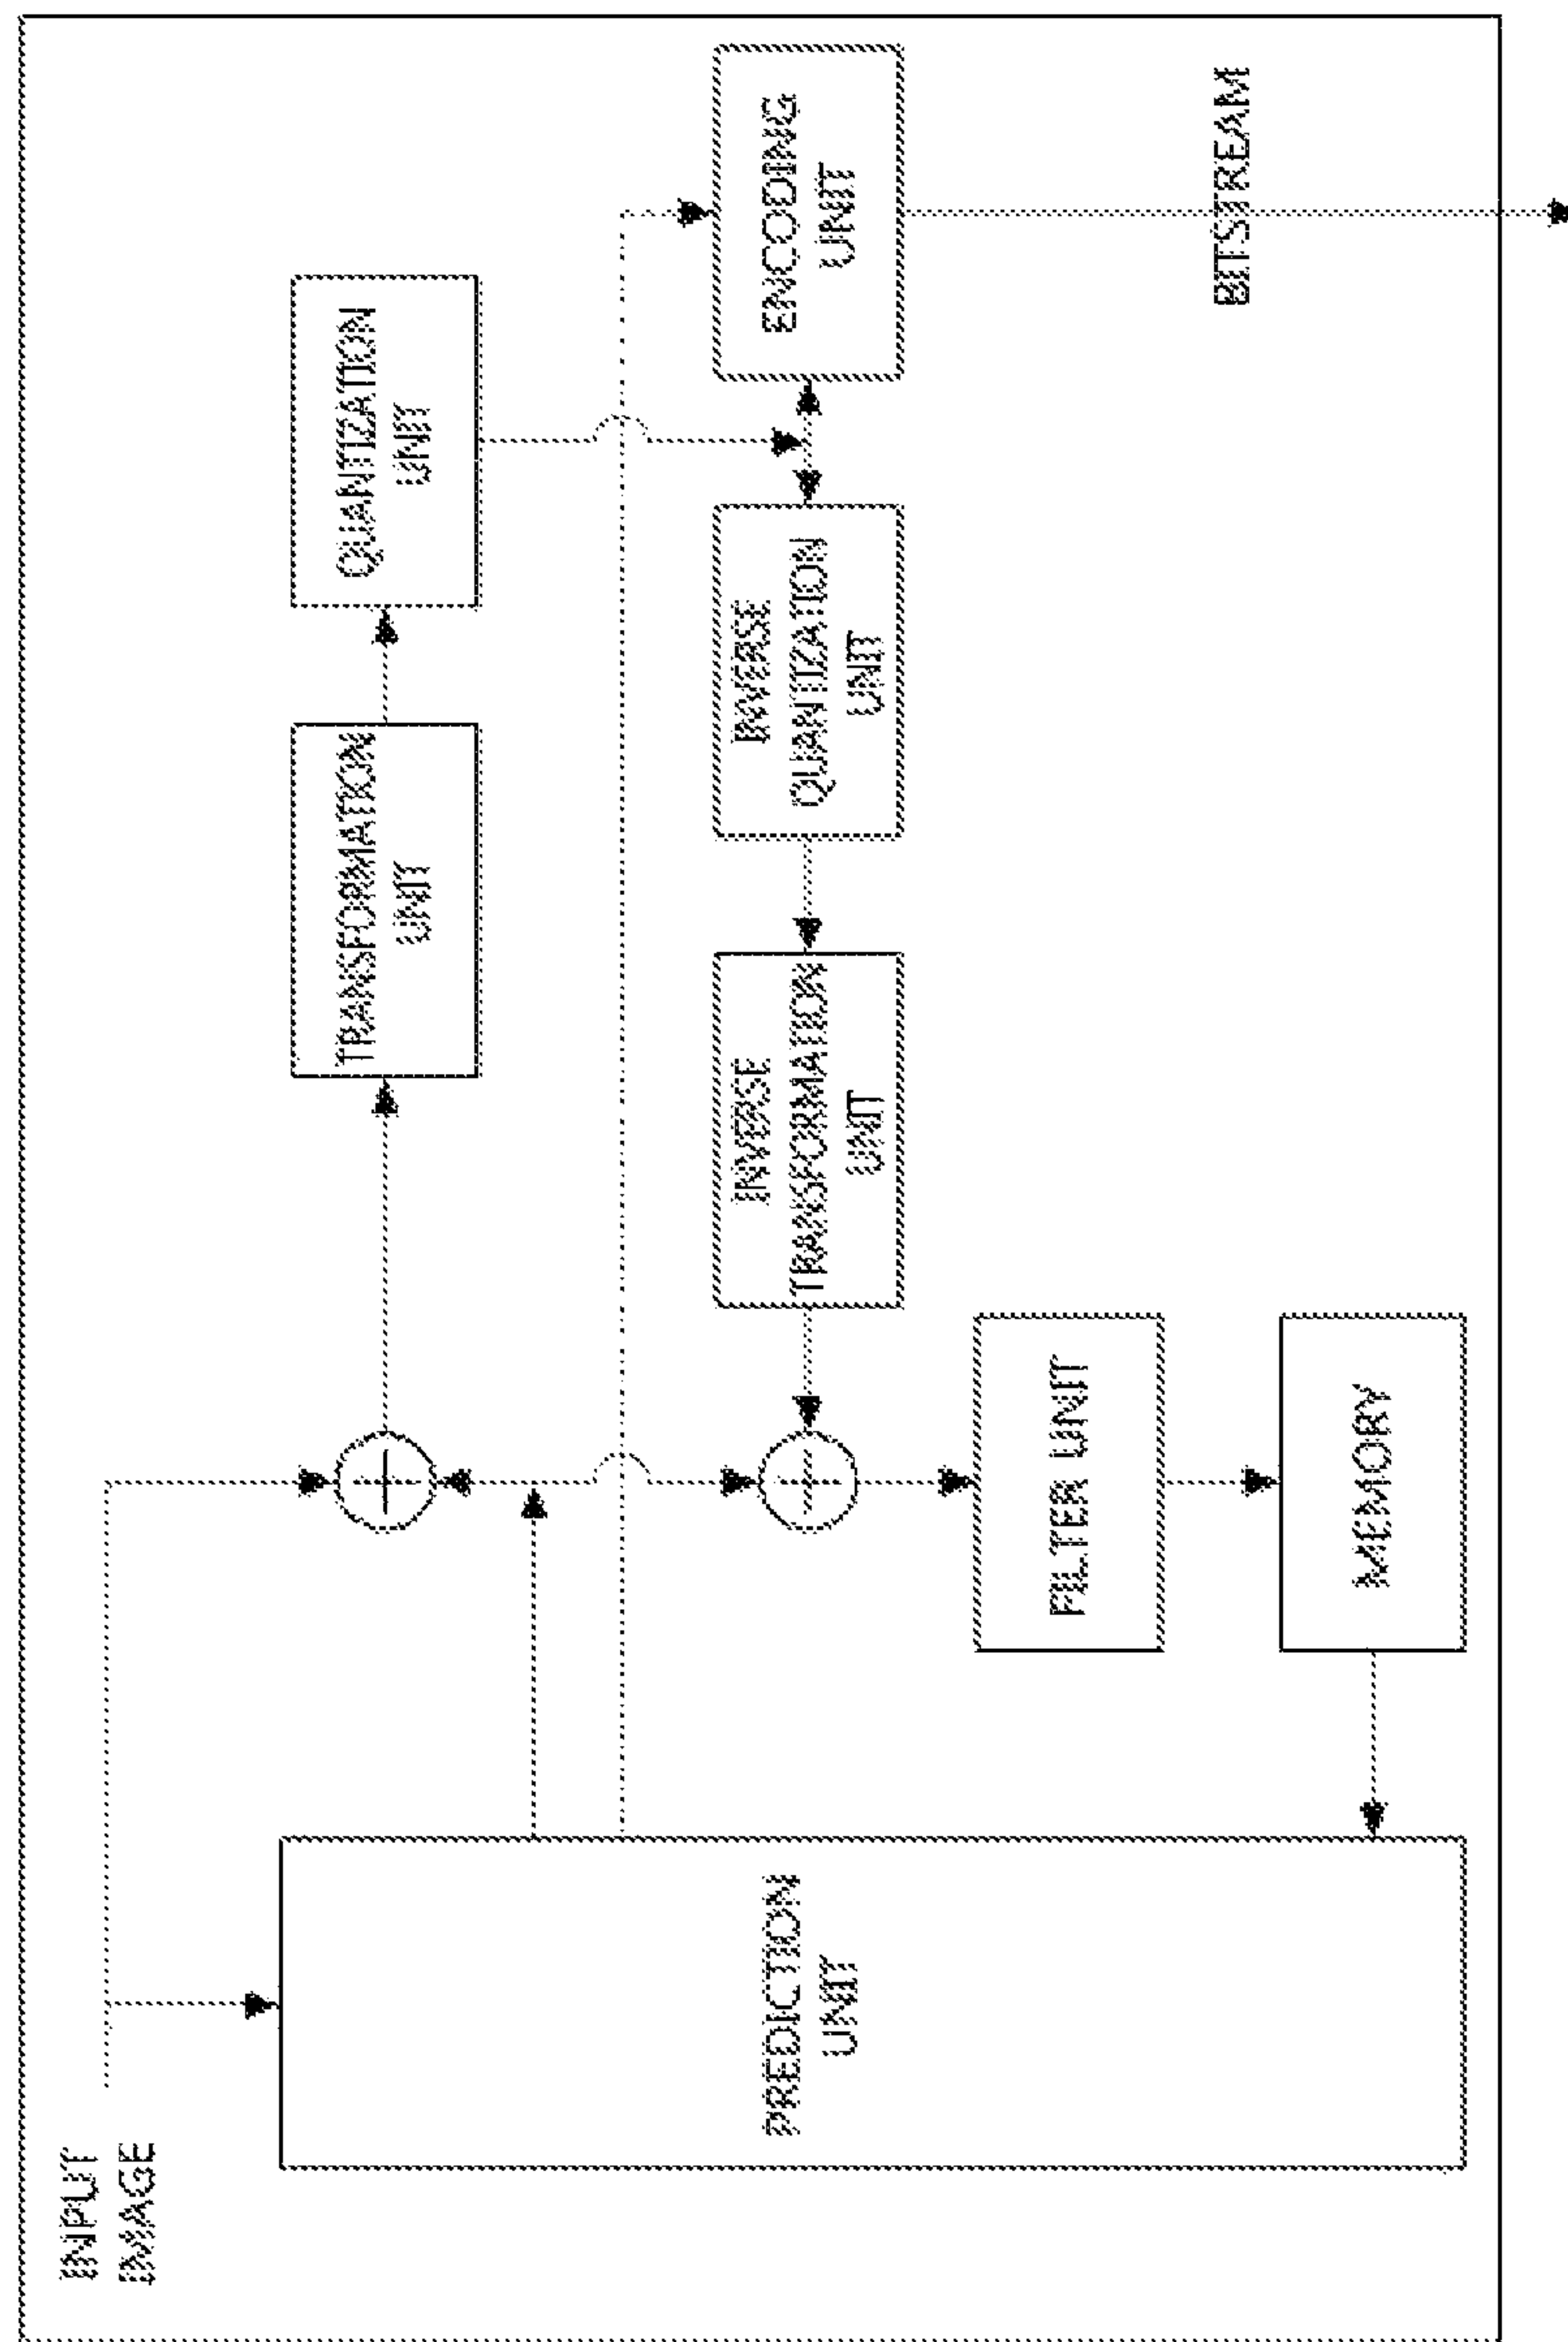 INPUT
IMAGE
TRANSFORMATION
UNIT
QUANTIZATION
UNIT
PREDICTION
UNIT
INVERSE
TRANSFORMATION
UNIT
INVERSE
QUANTIZATION
UNIT
ENCODING
UNIT
FILTER UNIT
MEMORY
BITSTREAM